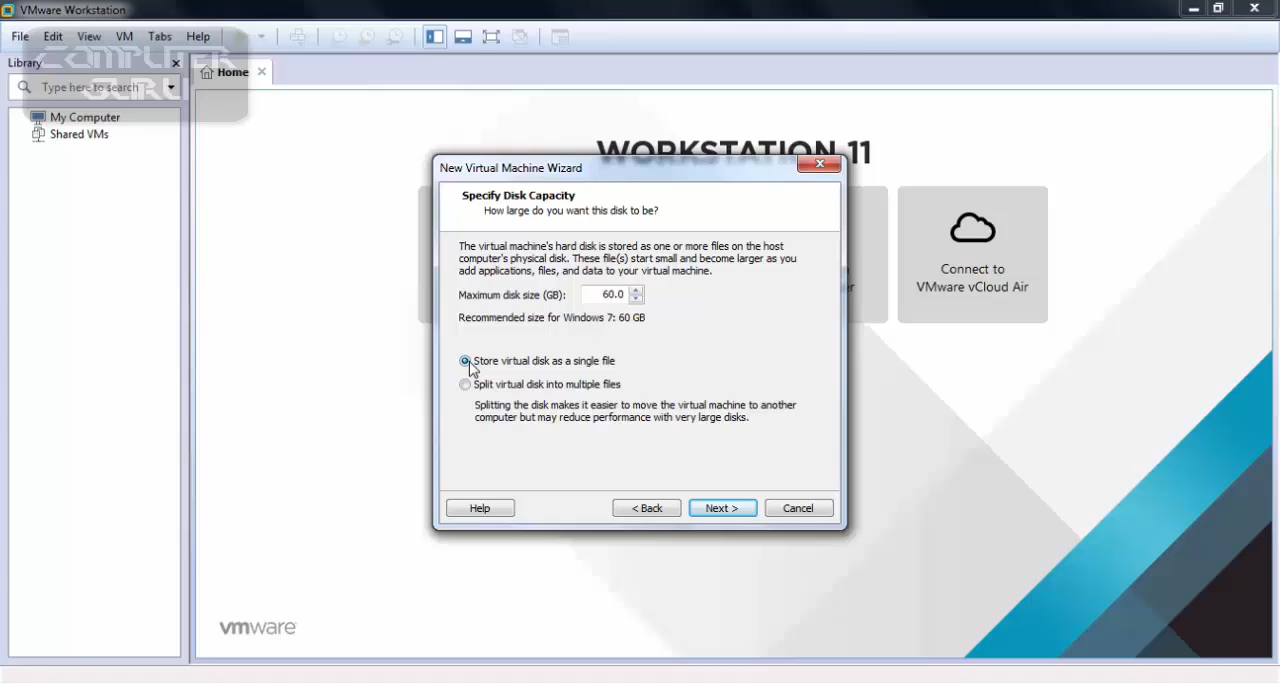 VMware Workstation
File Edit View VM Tabs Help
COMPUTER
GURU
Library
Type here to search
Home
My Computer
Shared VMs
WORKSTATION 11
New Virtual Machine Wizard
Specify Disk Capacity
How large do you want this disk to be?
The virtual machine's hard disk is stored as one or more files on the host
computer's physical disk. These file(s) start small and become larger as you
add applications, files, and data to your virtual machine.
Maximum disk size (GB): 60.0
Recommended size for Windows 7: 60 GB
Store virtual disk as a single file
Split virtual disk into multiple files
Splitting the disk makes it easier to move the virtual machine to another
computer but may reduce performance with very large disks.
Help < Back Next > Cancel
Connect to
VMware vCloud Air
vmware